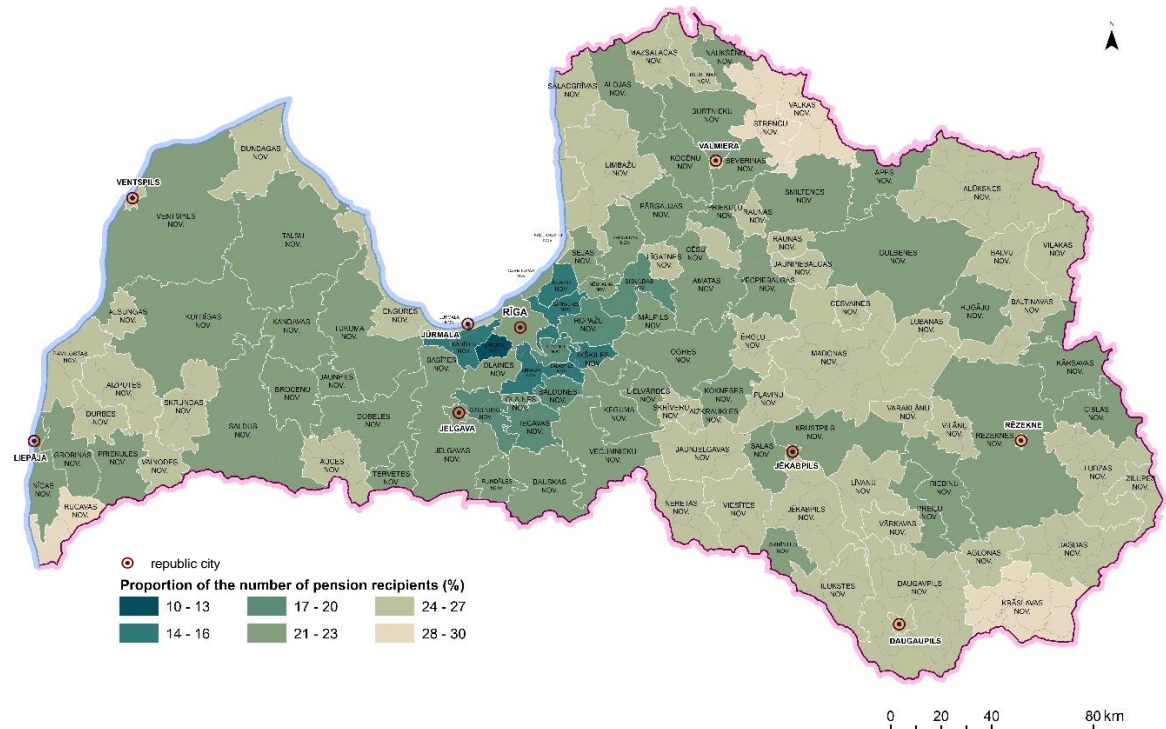 N
MAZSALACAS
NOV.
NAUKŠĒNU
NOV.
SALACGRĪVAS
NOV.
ALOJAS
NOV.
VALKAS
NOV.
BURTNIEKU
NOV.
STRENČU
NOV.
DUNDAGAS
NOV.
VALMIERA
LIMBAŽU
NOV.
KOCĒNU
NOV.
BEVERĪNAS
NOV.
APES
NOV.
VENTSPILS
SMILTENES
NOV.
ALŪKSNES
NOV.
VENTSPILS
NOV.
PĀRGAUJAS
NOV.
PRIEKUĻU
NOV.
RAUNAS
NOV.
TALSU
NOV.
RAUNAS
NOV.
BALVU
NOV.
VIĻAKAS
NOV.
SĒJAS
NOV.
LĪGATNES
NOV.
CĒSU
NOV.
JAUNPIEBALGAS
NOV.
GULBENES
NOV.
AMATAS
NOV.
VECPIEBALGAS
NOV.
ALSUNGAS
NOV.
ENGURES
NOV.
RĪGA
SIGULDAS
NOV.
CESVAINES
NOV.
RUGĀJU
NOV.
BALTINAVAS
NOV.
KULDĪGAS
NOV.
KANDAVAS
NOV.
TUKUMA
NOV.
JŪRMALA
MĀLPILS
NOV.
LUBANAS
NOV.
PĀVILOSTAS
NOV.
ĒRGĻU
NOV.
MADONAS
NOV.
BABĪTES
NOV.
OLAINES
NOV.
IKŠĶILES
NOV.
OGRES
NOV.
KĀRSAVAS
NOV.
AIZPUTES
NOV.
JAUNPILS
NOV.
SKRUNDAS
NOV.
BROCĒNU
NOV.
BALDONES
NOV.
LIELVĀRDES
NOV.
KOKNESES
NOV.
PĻAVIŅU
NOV.
DURBES
NOV.
DOBELES
NOV.
OLAINES
NOV.
ĶEGUMA
NOV.
SKRĪVERU
NOV.
AIZKRAUKLES
NOV.
VARAKĻĀNU
NOV.
CIBLAS
NOV.
JELGAVA
IECAVAS
NOV.
VIĻĀNU
NOV.
RĒZEKNE
SALDUS
NOV.
KRUSTPILS
NOV.
RĒZEKNES
NOV.
LIEPĀJA
GROBIŅAS
NOV.
PRIEKULES
NOV.
VAIŅODES
NOV.
AUCES
NOV.
JELGAVAS
NOV.
VECUMNIEKU
NOV.
JAUNJELGAVAS
NOV.
SALAS
NOV.
JĒKABPILS
LUDZAS
NOV.
ZILUPES
NOV.
TĒRVETES
NOV.
RUNDĀLES
NOV.
BAUSKAS
NOV.
LĪVĀNU
NOV.
RIEBIŅU
NOV.
NĪCAS
NOV.
NERETAS
NOV.
VIESĪTES
NOV.
JĒKABPILS
NOV.
PREIĻU
NOV.
RUCAVAS
NOV.
VĀRKAVAS
NOV.
AKNĪSTES
NOV.
AGLONAS
NOV.
DAGDAS
NOV.
ILŪKSTES
NOV.
DAUGAVPILS
NOV.
KRĀSLAVAS
NOV.
DAUGAUPILS
republic city
Proportion of the number of pension recipients (%)
10 - 13 17 - 20 24 - 27
14 - 16 21 - 23 28 - 30
0 20 40 80 km